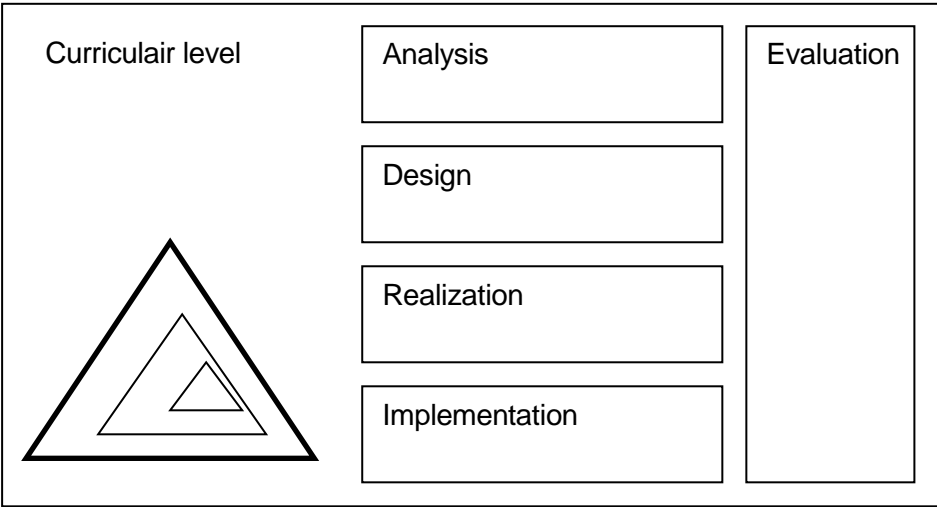 Curriculair level
Analysis
Evaluation
Design
Realization
Implementation